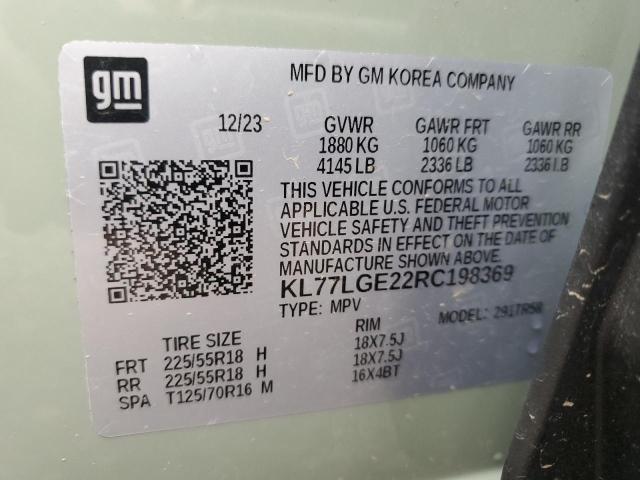 gm
MFD BY GM KOREA COMPANY
12/23 GVWR GAWR FRT GAWR RR
1880 KG 1060 KG 1060 KG
4145 LB 2336 LB 2336 LB
THIS VEHICLE CONFORMS TO ALL
APPLICABLE U.S. FEDERAL MOTOR
VEHICLE SAFETY AND THEFT PREVENTION
STANDARDS IN EFFECT ON THE DATE OF
MANUFACTURE SHOWN ABOVE.
KL77LGE22RC198369
TYPE: MPV MODEL:
TIRE SIZE RIM
FRT 225/55R18 H 18X7.5J
RR 225/55R18 H 18X7.5J
SPA T125/70R16 M 16X4BT